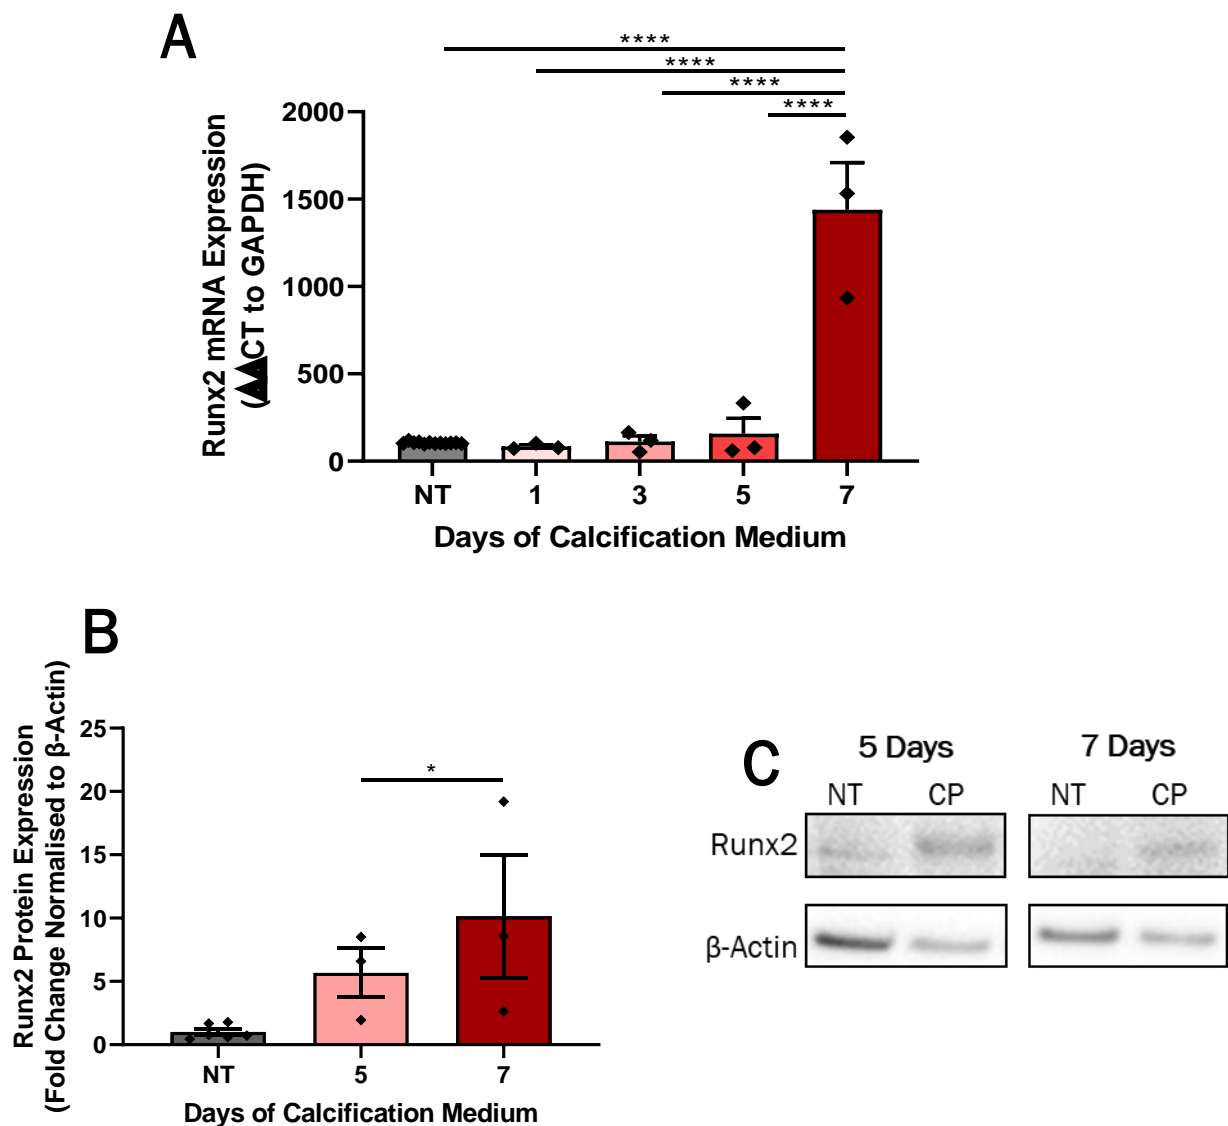 A
****
****
****
****
Runx2 mRNA Expression
(▲▲CT to GAPDH)
2000
1500
1000
500
0
NT 1 3 5 7
Days of Calcification Medium
B
Runx2 Protein Expression
(Fold Change Normalised to β-Actin)
25
20
15
10
5
0
*
NT 5 7
Days of Calcification Medium
C
5 Days 7 Days
NT CP NT CP
Runx2
β-Actin